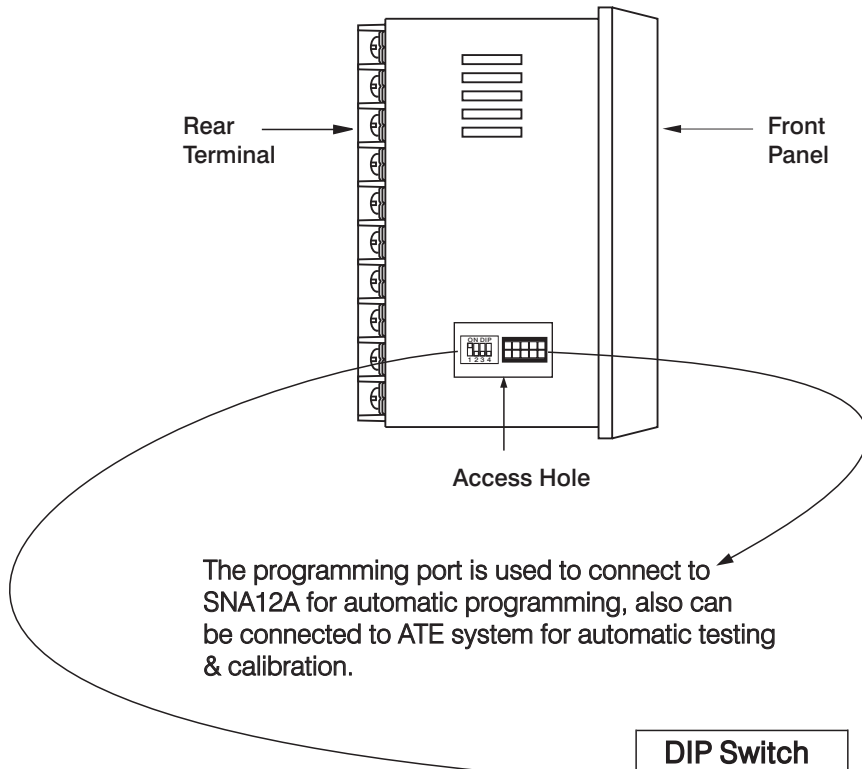 Rear
Terminal
Front
Panel
ON DIP
1 2 3 4
Access Hole
The programming port is used to connect to
SNA12A for automatic programming, also can
be connected to ATE system for automatic testing
& calibration.
DIP Switch